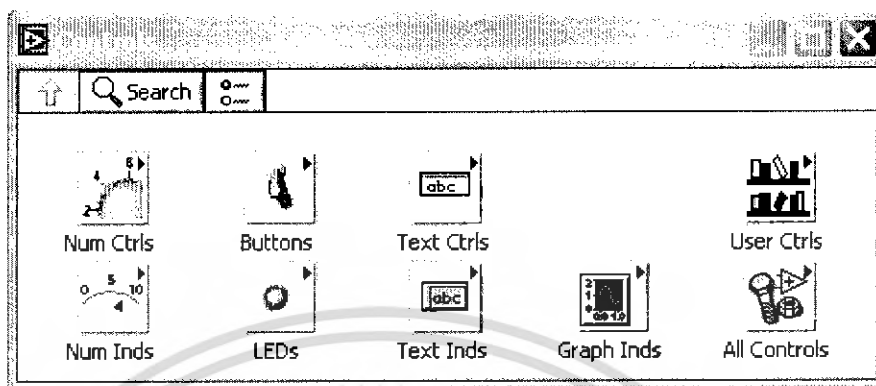 Search
Num Ctrls Buttons Text Ctrls User Ctrls
abc
Num Inds LEDs Text Inds Graph Inds All Controls
abc